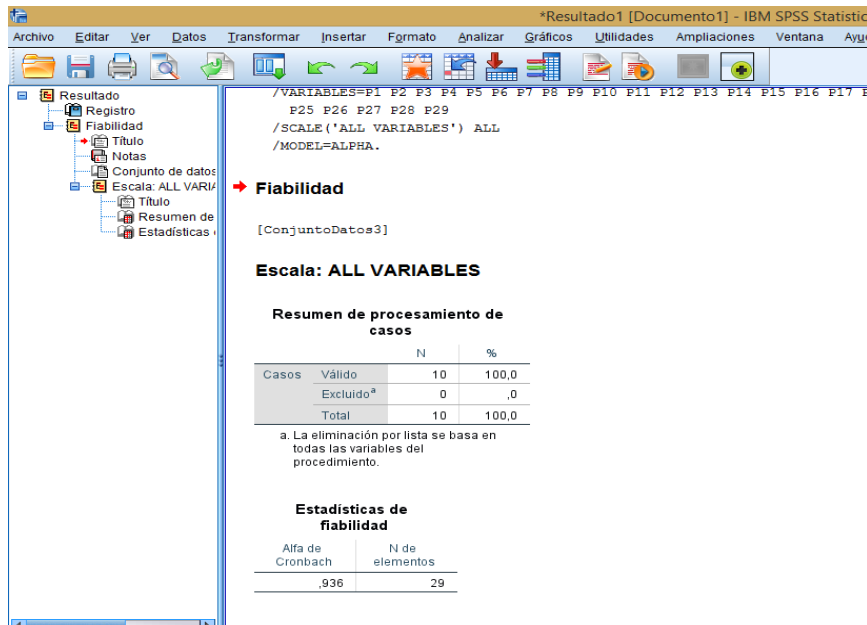 *Resultado1 [Documento1] - IBM SPSS Statistic
Archivo Editar Ver Datos Transformar Insertar Formato Analizar Gráficos Utilidades Ampliaciones Ventana Ayu
Resultado
Registro
Fiabilidad
Título
Notas
Conjunto de datos
Escala: ALL VARIA
Título
Resumen de
Estadísticas
/VARIABLES=P1 P2 P3 P4 P5 P6 P7 P8 P9 P10 P11 P12 P13 P14 P15 P16 P17 P
P25 P26 P27 P28 P29
/SCALE('ALL VARIABLES') ALL
/MODEL=ALPHA.
Fiabilidad
[ConjuntoDatos3]
Escala: ALL VARIABLES
Resumen de procesamiento de
casos
N %
Casos Válido 10 100,0
Excluidoª 0 ,0
Total 10 100,0
a. La eliminación por lista se basa en
todas las variables del
procedimiento.
Estadísticas de
fiabilidad
Alfa de N de
Cronbach elementos
,936 29